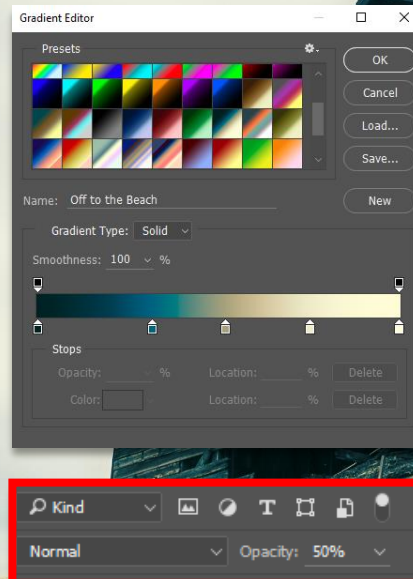 Gradient Editor
Presets
OK
Cancel
Load...
Save...
Name: Off to the Beach
New
Gradient Type: Solid
Smoothness: 100 %
Stops
Opacity: % Location: % Delete
Color: Location: % Delete
Kind T
Normal Opacity: 50%